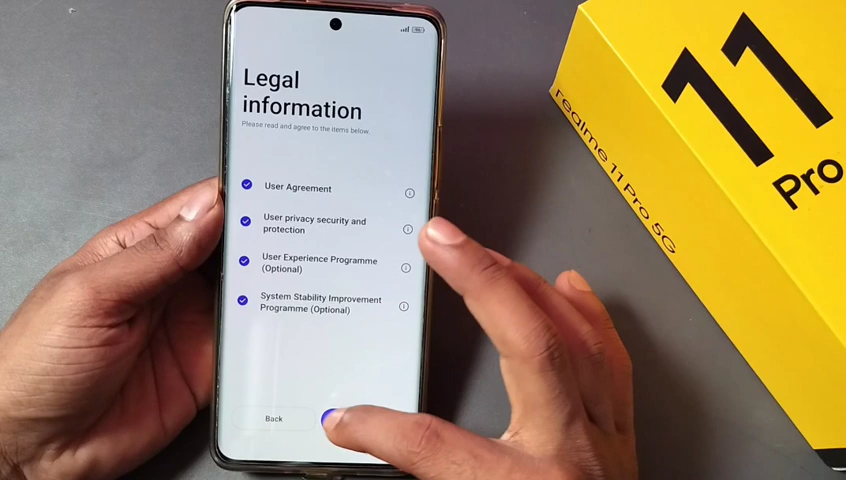 Legal
information
Please read and agree to the items below.
User Agreement
User privacy security and
protection
User Experience Programme
(Optional)
System Stability Improvement
Programme (Optional)
Back
11
Pro
realme 11 Pro 5G